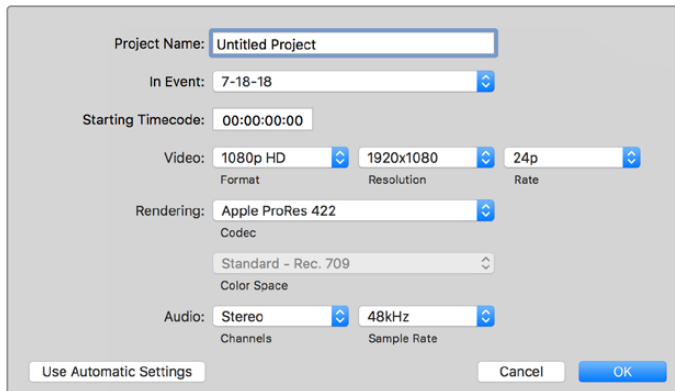 Project Name: Untitled Project
In Event: 7-18-18
Starting Timecode: 00:00:00:00
Video: 1080p HD 1920x1080 24p
Format Resolution Rate
Rendering: Apple ProRes 422
Codec
Standard - Rec. 709
Color Space
Audio: Stereo 48kHz
Channels Sample Rate
Use Automatic Settings Cancel OK